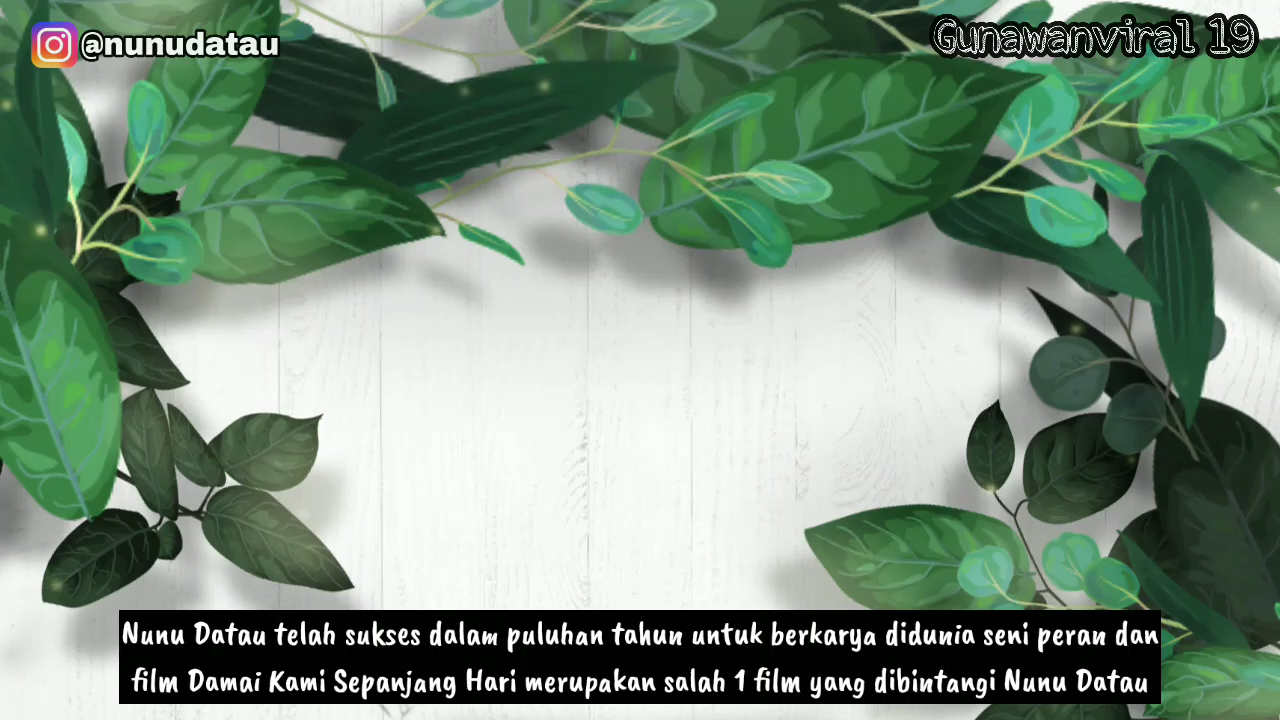 @nunudatau
Gunawanviral 19
Nunu Datau telah sukses dalam puluhan tahun untuk berkarya didunia seni peran dan
film Damai Kami Sepanjang Hari merupakan salah 1 film yang dibintangi Nunu Datau